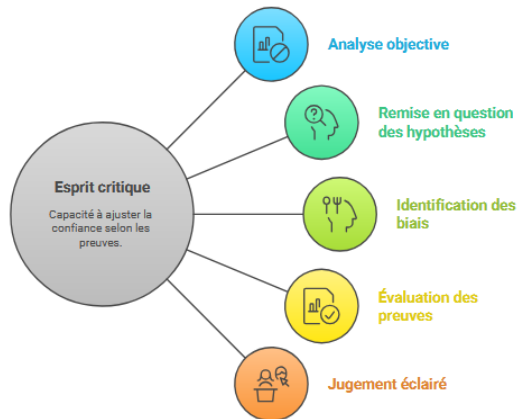 Analyse objective
Remise en question
des hypothèses
Esprit critique
Capacité à ajuster la
confiance selon les
preuves.
Identification des
biais
Évaluation des
preuves
Jugement éclairé